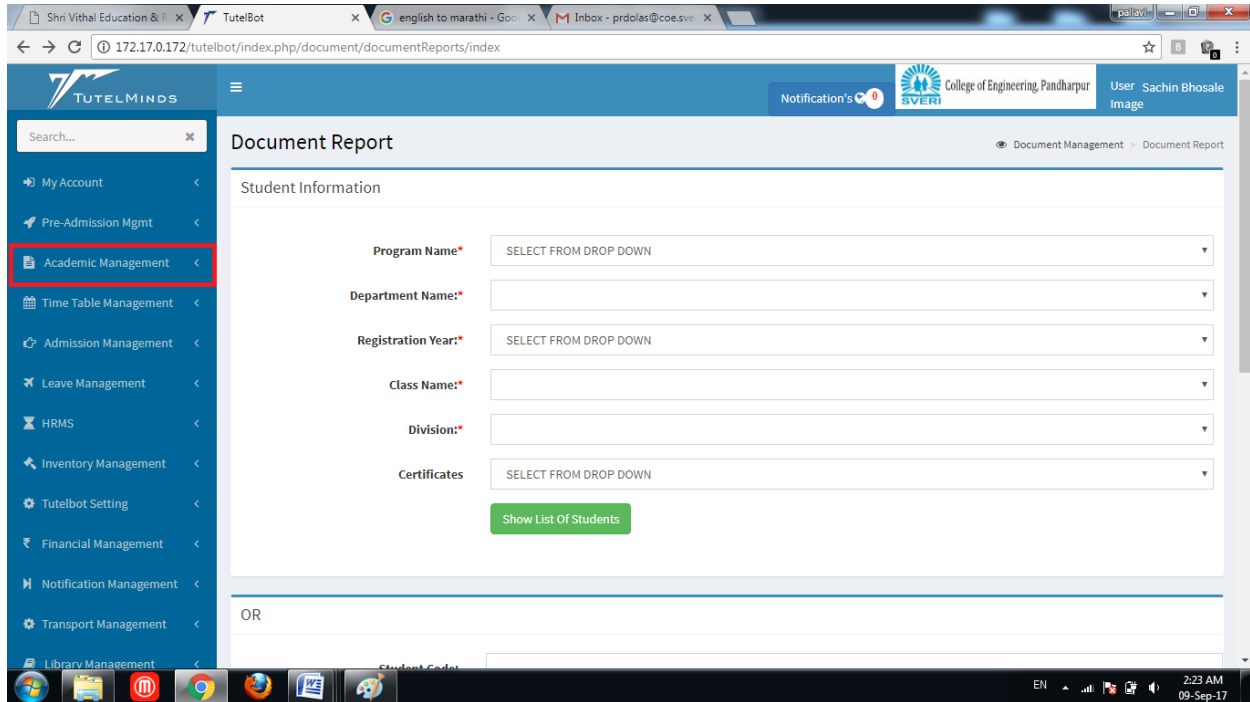 Shri Vithal Education & R
TutelBot
english to marathi - Goo
Inbox - prdolas@coe.sve
pallavi
172.17.0.172/tutelbot/index.php/document/documentReports/index
TUTELMINDS
Notification's 0
SVERI
College of Engineering, Pandharpur
User Image
Sachin Bhosale
Search...
Document Report
Document Management > Document Report
My Account
Pre-Admission Mgmt
Academic Management
Time Table Management
Admission Management
Leave Management
HRMS
Inventory Management
Tutelbot Setting
Financial Management
Notification Management
Transport Management
Library Management
Student Information
Program Name* SELECT FROM DROP DOWN
Department Name:*
Registration Year:* SELECT FROM DROP DOWN
Class Name:*
Division:*
Certificates SELECT FROM DROP DOWN
Show List Of Students
OR
Student Code:
EN
2:23 AM
09-Sep-17